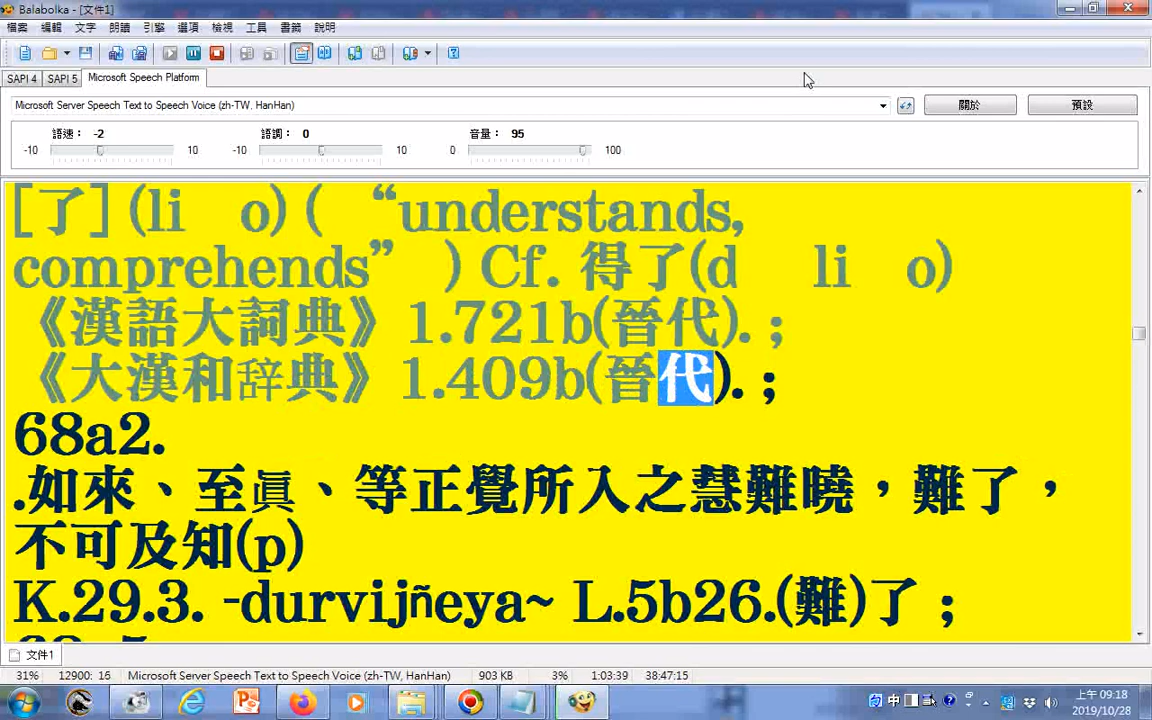 Balabolka - [文件1]
檔案 編輯 文字 朗讀 引擎 選項 檢視 工具 書籤 說明
SAPI 4 SAPI 5 Microsoft Speech Platform
Microsoft Server Speech Text to Speech Voice (zh-TW, HanHan) 關於 預設
語速： -2 語調： 0 音量： 95
-10 10 -10 10 0 100
[了] (li o) ( “understands,
comprehends” ) Cf. 得了(d li o)
《漢語大詞典》 1.721b(晉代). ;
《大漢和辞典》 1.409b(晉代). ;
68a2.
.如來、至眞、等正覺所入之慧難曉，難了，
不可及知(p)
K.29.3. -durvijñeya~ L.5b26.(難)了；
文件1
31% 12900: 15 Microsoft Server Speech Text to Speech Voice (zh-TW, HanHan) 903 KB 3% 1:03:39 38:47:15
中 上午 09:18
2019/10/28